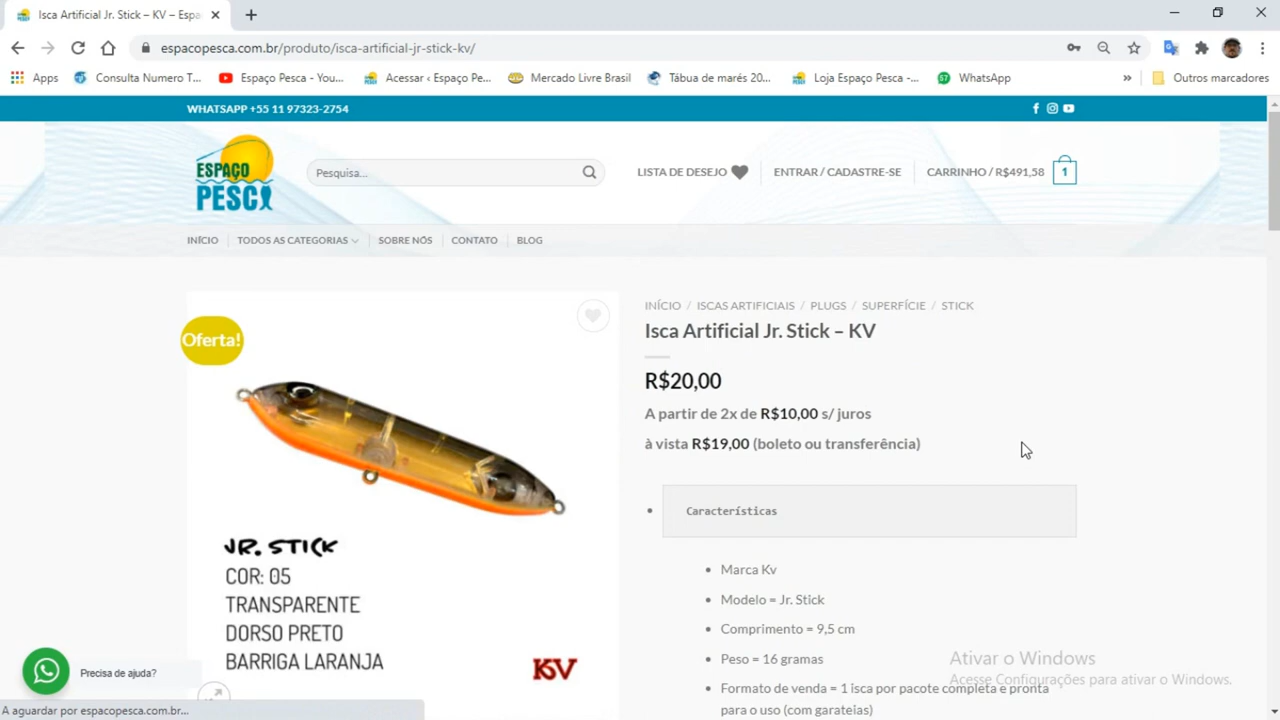 Isca Artificial Jr. Stick – KV – Espa
espacopesca.com.br/produto/isca-artificial-jr-stick-kv/
Apps
Consulta Numero T...
Espaço Pesca - You...
Acessar ‹ Espaço Pe...
Mercado Livre Brasil
Tábua de marés 20...
Loja Espaço Pesca -...
57
WhatsApp
»
Outros marcadores
WHATSAPP +55 11 97323-2754
ESPAÇO
PESCA
Pesquisa...
LISTA DE DESEJO
ENTRAR / CADASTRE-SE
CARRINHO / R$491,58
1
INÍCIO
TODOS AS CATEGORIAS
SOBRE NÓS
CONTATO
BLOG
Oferta!
JR. STICK
COR: 05
TRANSPARENTE
DORSO PRETO
BARRIGA LARANJA
KV
INÍCIO / ISCAS ARTIFICIAIS / PLUGS / SUPERFÍCIE / STICK
Isca Artificial Jr. Stick – KV
R$20,00
A partir de 2x de R$10,00 s/ juros
à vista R$19,00 (boleto ou transferência)
• Características
• Marca Kv
• Modelo = Jr. Stick
• Comprimento = 9,5 cm
• Peso = 16 gramas
• Formato de venda = 1 isca por pacote completa e pronta
para o uso (com garateias)
Ativar o Windows
Acesse Configurações para ativar o Windows.
Precisa de ajuda?
A aguardar por espacopesca.com.br...